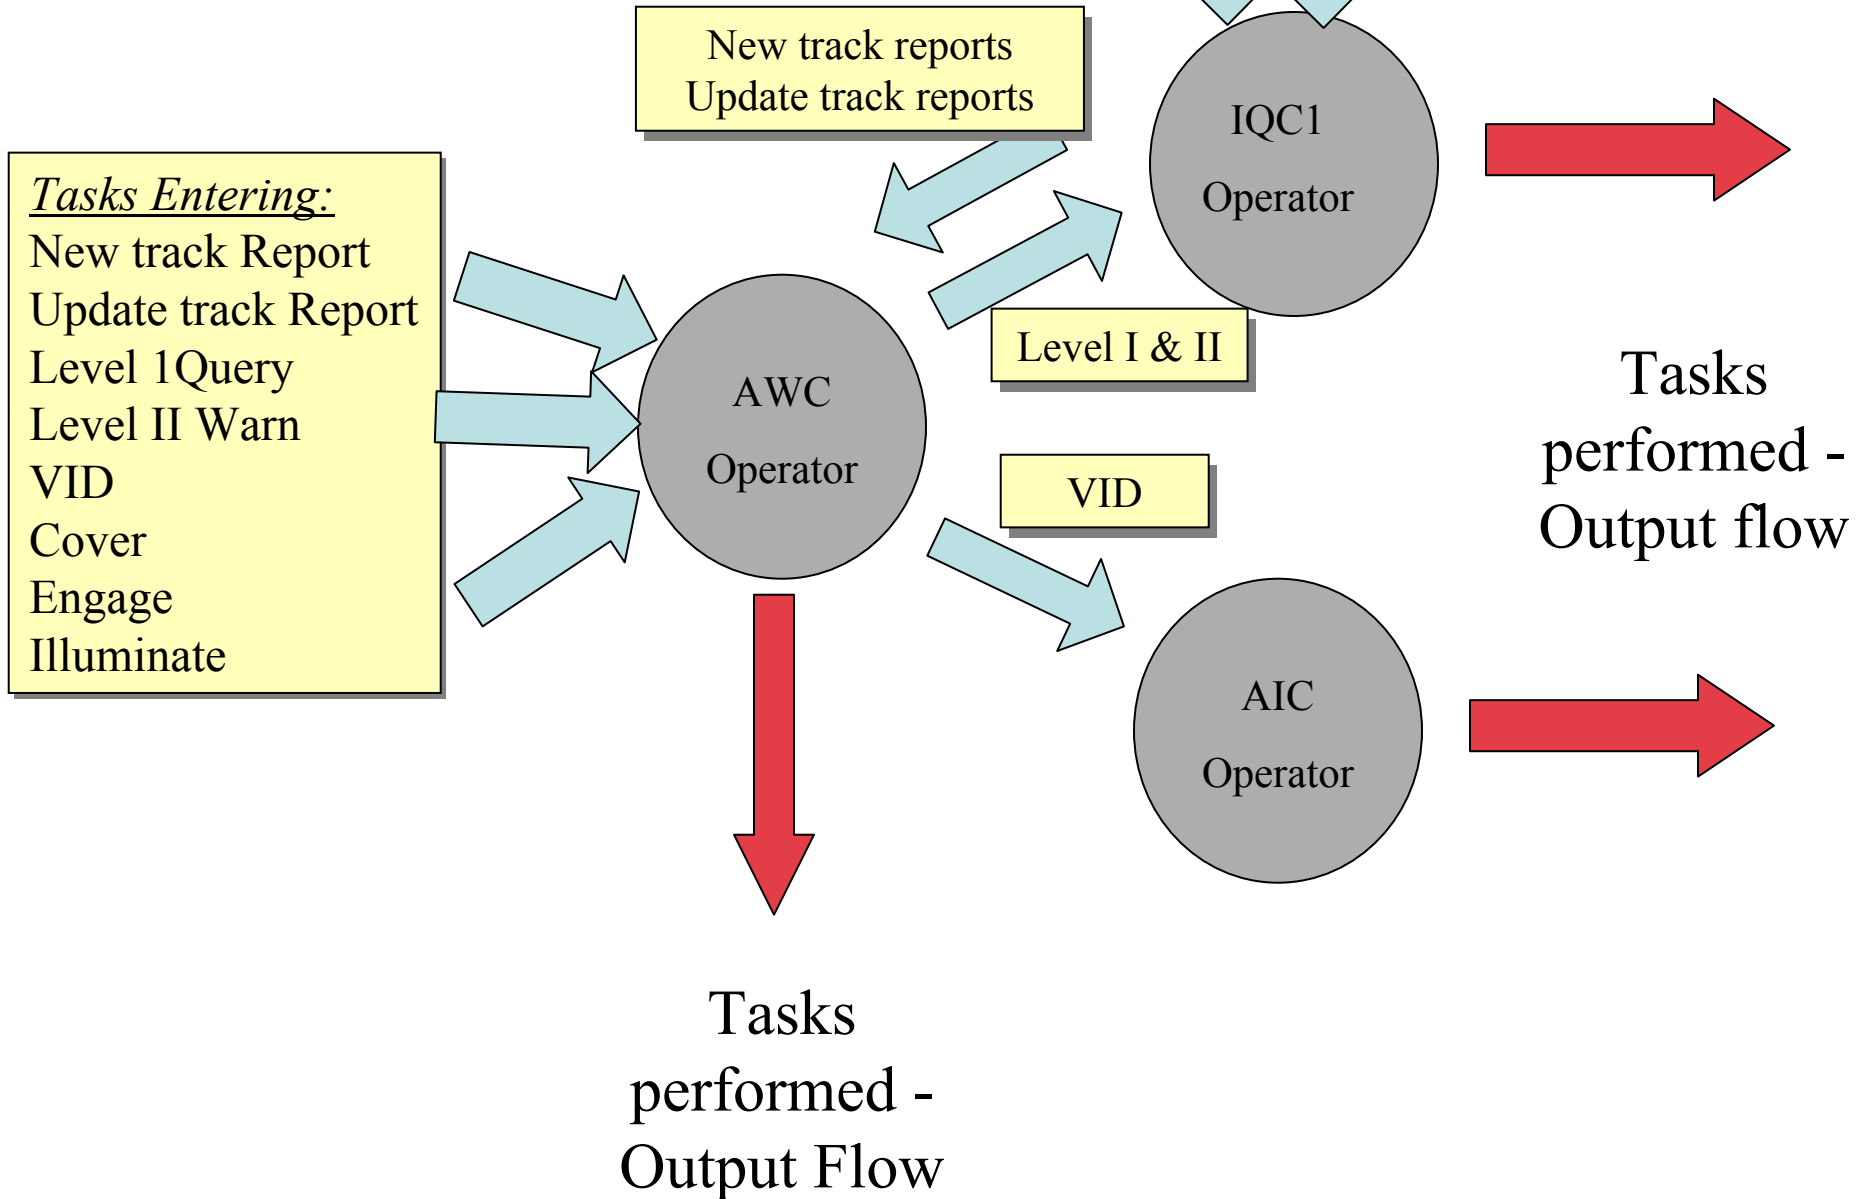 New track reports
Update track reports
IQC1
Operator
Tasks Entering:
New track Report
Update track Report
Level 1Query
Level II Warn
VID
Cover
Engage
Illuminate
Level I & II
AWC
Operator
VID
Tasks
performed -
Output flow
AIC
Operator
Tasks
performed -
Output Flow